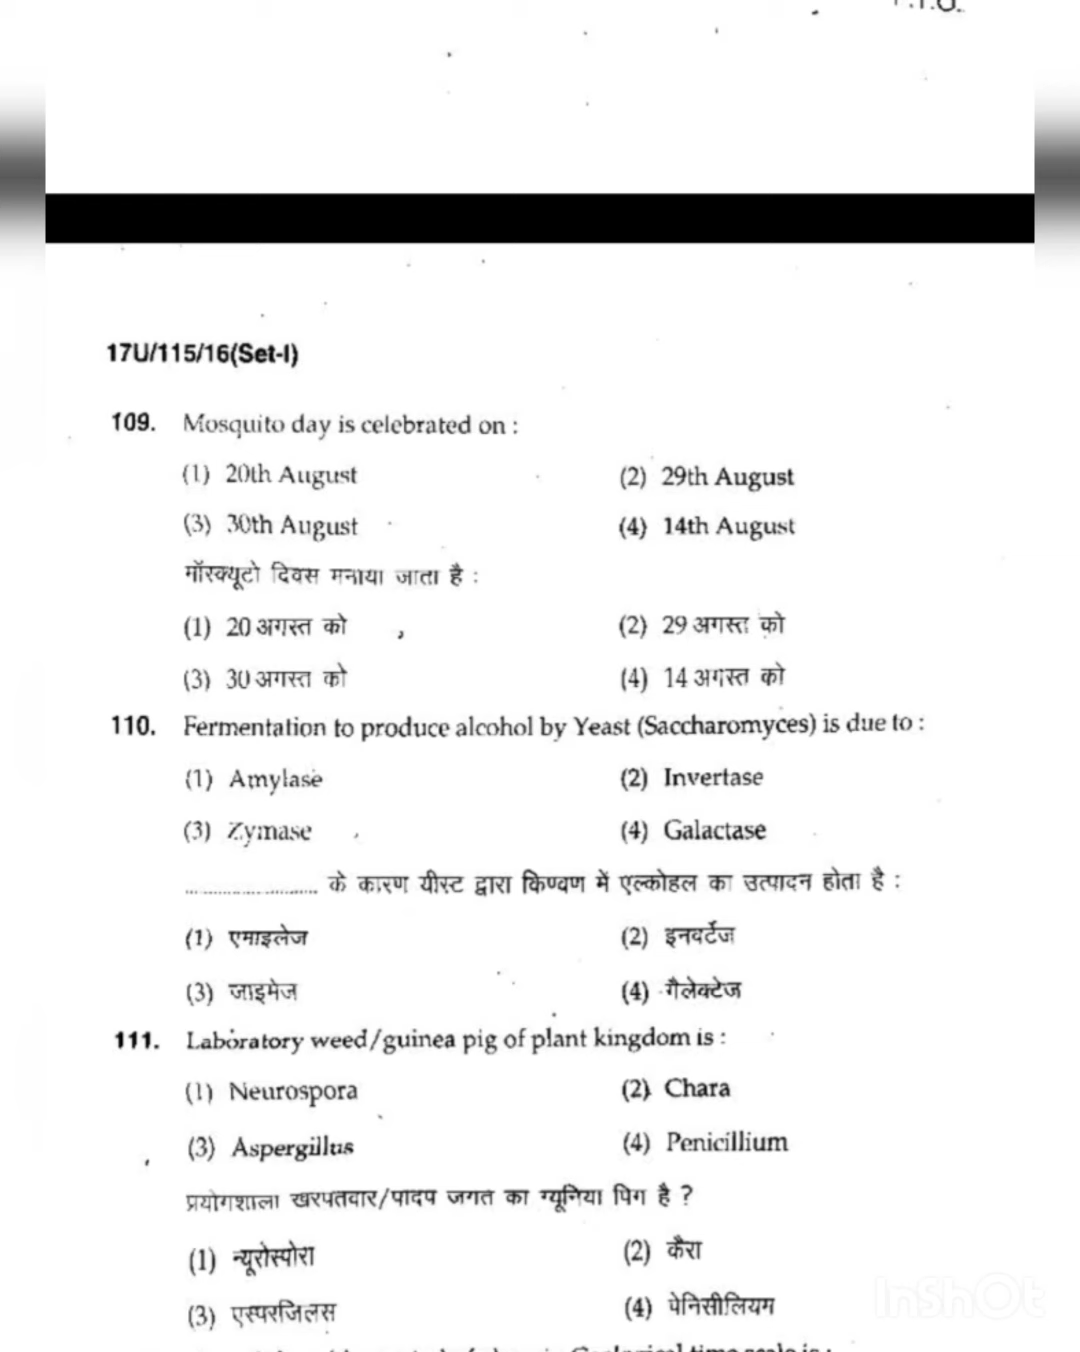 17U/115/16(Set-I)
109. Mosquito day is celebrated on :
(1) 20th August (2) 29th August
(3) 30th August (4) 14th August
मॉस्क्यूटो दिवस मनाया जाता है :
(1) 20 अगस्त को (2) 29 अगस्त को
(3) 30 अगस्त को (4) 14 अगस्त को
110. Fermentation to produce alcohol by Yeast (Saccharomyces) is due to :
(1) Amylase (2) Invertase
(3) Zymase (4) Galactase
........................ के कारण यीस्ट द्वारा किण्वण में एल्कोहल का उत्पादन होता है :
(1) एमाइलेज (2) इनवर्टेज
(3) जाइमेज (4) गैलेक्टेज
111. Laboratory weed/guinea pig of plant kingdom is :
(1) Neurospora (2) Chara
(3) Aspergillus (4) Penicillium
प्रयोगशाला खरपतवार/पादप जगत का ग्यूनिया पिग है ?
(1) न्यूरोस्पोरा (2) कैरा
(3) एस्परजिलस (4) पेनिसीलियम
InShOt